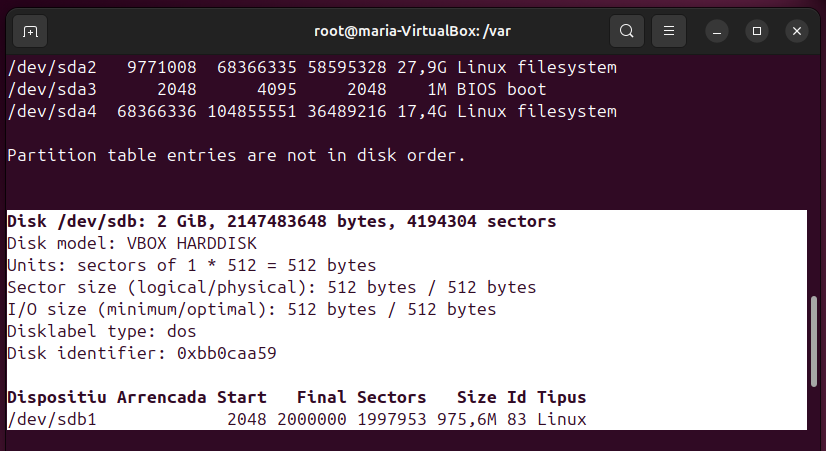 root@maria-VirtualBox: /var
/dev/sda2   9771008  68366335 58595328 27,9G Linux filesystem
/dev/sda3      2048      4095     2048    1M BIOS boot
/dev/sda4  68366336 104855551 36489216 17,4G Linux filesystem
Partition table entries are not in disk order.
Disk /dev/sdb: 2 GiB, 2147483648 bytes, 4194304 sectors
Disk model: VBOX HARDDISK
Units: sectors of 1 * 512 = 512 bytes
Sector size (logical/physical): 512 bytes / 512 bytes
I/O size (minimum/optimal): 512 bytes / 512 bytes
Disklabel type: dos
Disk identifier: 0xbb0caa59
Dispositiu Arrencada Start   Final Sectors   Size Id Tipus
/dev/sdb1             2048 2000000 1997953 975,6M 83 Linux